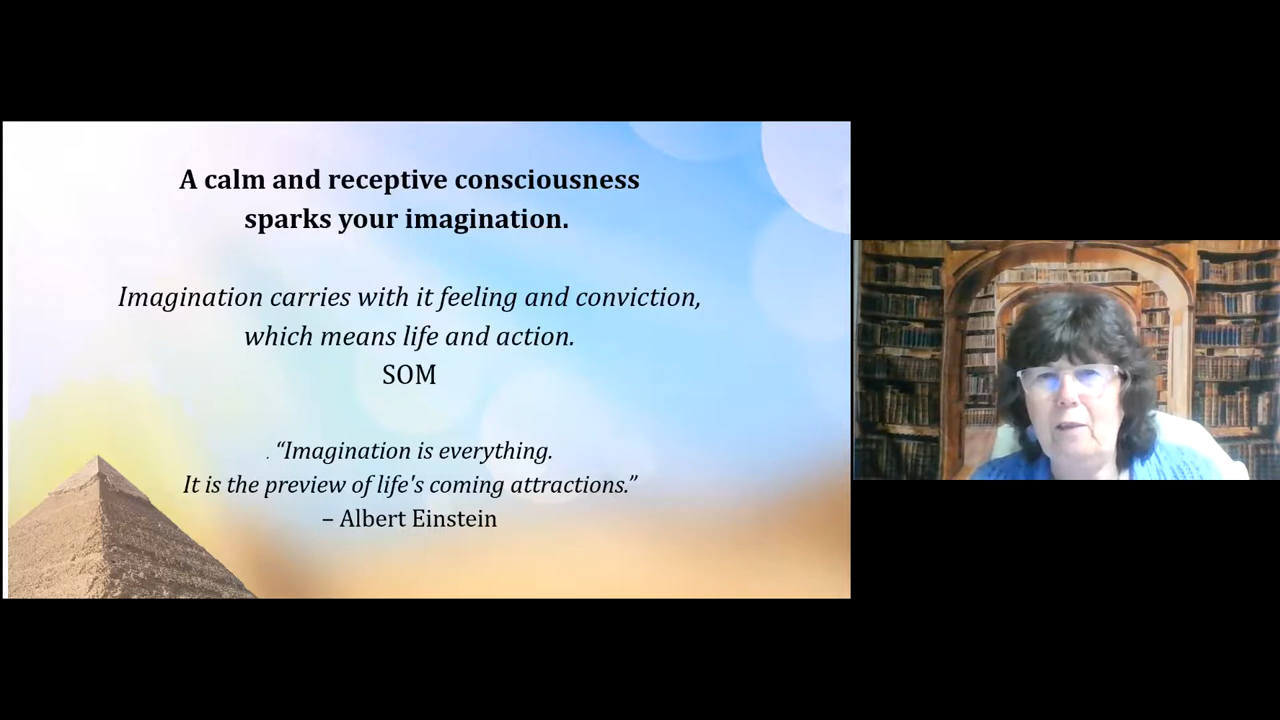 A calm and receptive consciousness
sparks your imagination.
Imagination carries with it feeling and conviction,
which means life and action.
SOM
. “Imagination is everything.
It is the preview of life's coming attractions.”
– Albert Einstein